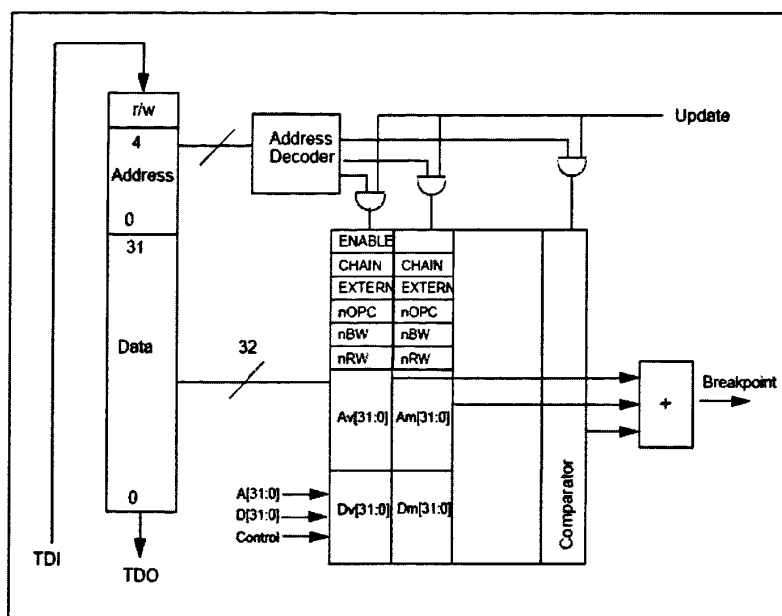 r/w
4
Address
0
31
Data
0
TDI
TDO
Address
Decoder
Update
32
ENABLE
CHAIN
CHAIN
EXTERN
EXTERN
nOPC
nOPC
nBW
nBW
nRW
nRW
Av[31:0]
Am[31:0]
A[31:0]
D[31:0]
Control
Dv[31:0]
Dm[31:0]
Comparator
+
Breakpoint